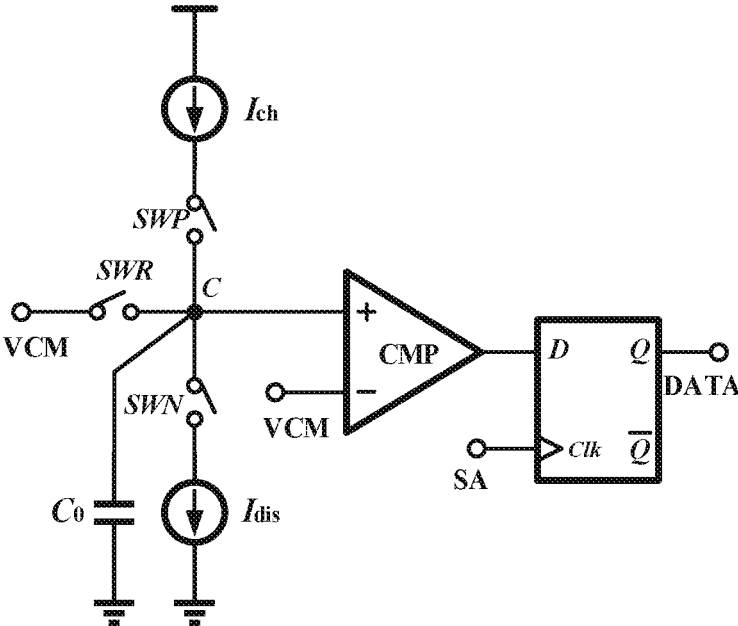 Ich
SWP
SWR
C
VCM
+
CMP
D
Q
DATA
SWN
−
VCM
Clk
Q̅
SA
C0
Idis